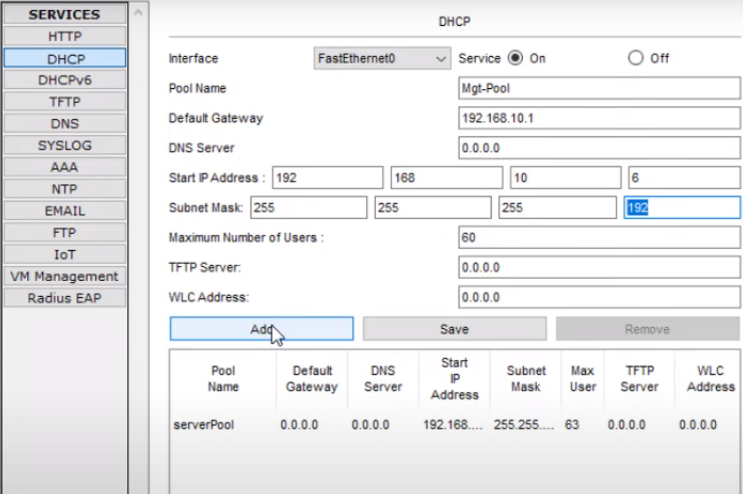 SERVICES
HTTP
DHCP
DHCPv6
TFTP
DNS
SYSLOG
AAA
NTP
EMAIL
FTP
IoT
VM Management
Radius EAP
DHCP
Interface FastEthernet0 Service On Off
Pool Name Mgt-Pool
Default Gateway 192.168.10.1
DNS Server 0.0.0.0
Start IP Address : 192 168 10 6
Subnet Mask: 255 255 255 192
Maximum Number of Users : 60
TFTP Server: 0.0.0.0
WLC Address: 0.0.0.0
Add Save Remove
Pool Name Default Gateway DNS Server Start IP Address Subnet Mask Max User TFTP Server WLC Address
serverPool 0.0.0.0 0.0.0.0 192.168.... 255.255.... 63 0.0.0.0 0.0.0.0